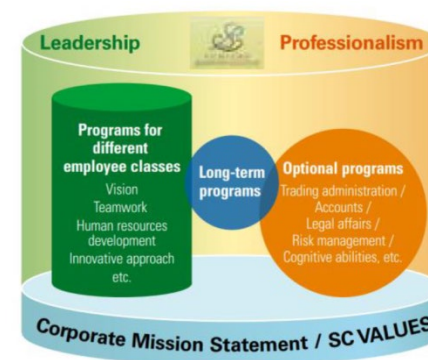 Leadership
Professionalism
Programs for
different
employee classes
Vision
Teamwork
Human resources
development
Innovative approach
etc.
Long-term
programs
Optional programs
Trading administration /
Accounts /
Legal affairs /
Risk management /
Cognitive abilities, etc.
Corporate Mission Statement / SC VALUES